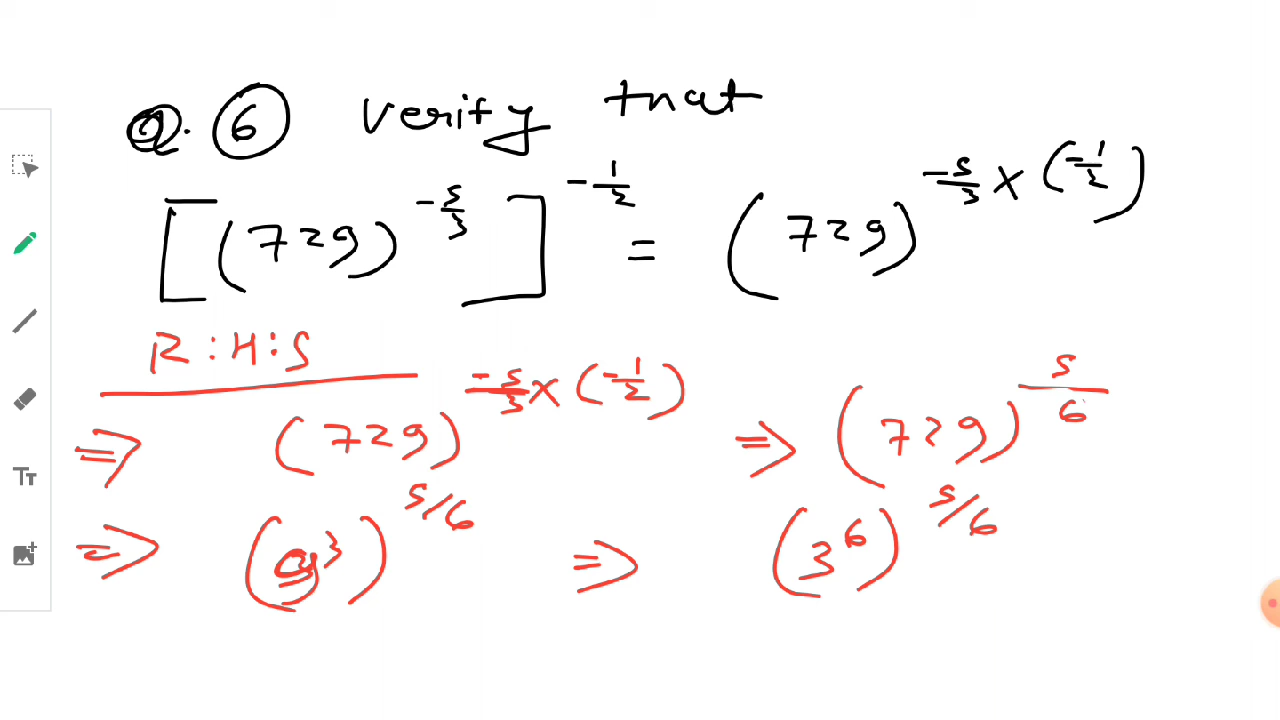 Q. 6 verify that
[(729)^-5/3]^-1/2 = (729)^-5/3 × (-1/2)
R:H:S
⇒ (729)^-5/3 × (-1/2) ⇒ (729)^5/6
⇒ (9^3)^5/6 ⇒ (3^6)^5/6
Tт